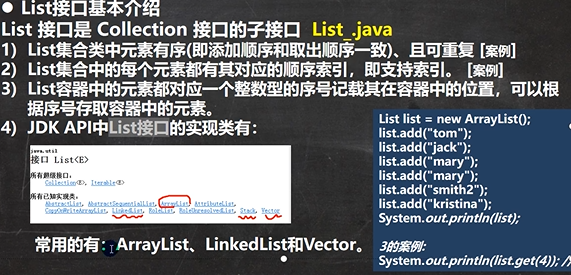 ● List接口基本介绍
List 接口是 Collection 接口的子接口 List_.java
1) List集合类中元素有序(即添加顺序和取出顺序一致)、且可重复 [案例]
2) List集合中的每个元素都有其对应的顺序索引，即支持索引。 [案例]
3) List容器中的元素都对应一个整数型的序号记载其在容器中的位置，可以根
据序号存取容器中的元素。
4) JDK API中List接口的实现类有：
java.util
接口 List<E>
所有超级接口：
Collection<E>, Iterable<E>
所有已知实现类：
AbstractList, AbstractSequentialList, ArrayList, AttributeList,
CopyOnWriteArrayList, LinkedList, RoleList, RoleUnresolvedList, Stack, Vector
常用的有： ArrayList、LinkedList和Vector。
List list = new ArrayList();
list.add("tom");
list.add("jack");
list.add("mary");
list.add("mary");
list.add("smith2");
list.add("kristina");
System.out.println(list);
3的案例:
System.out.println(list.get(4)); /